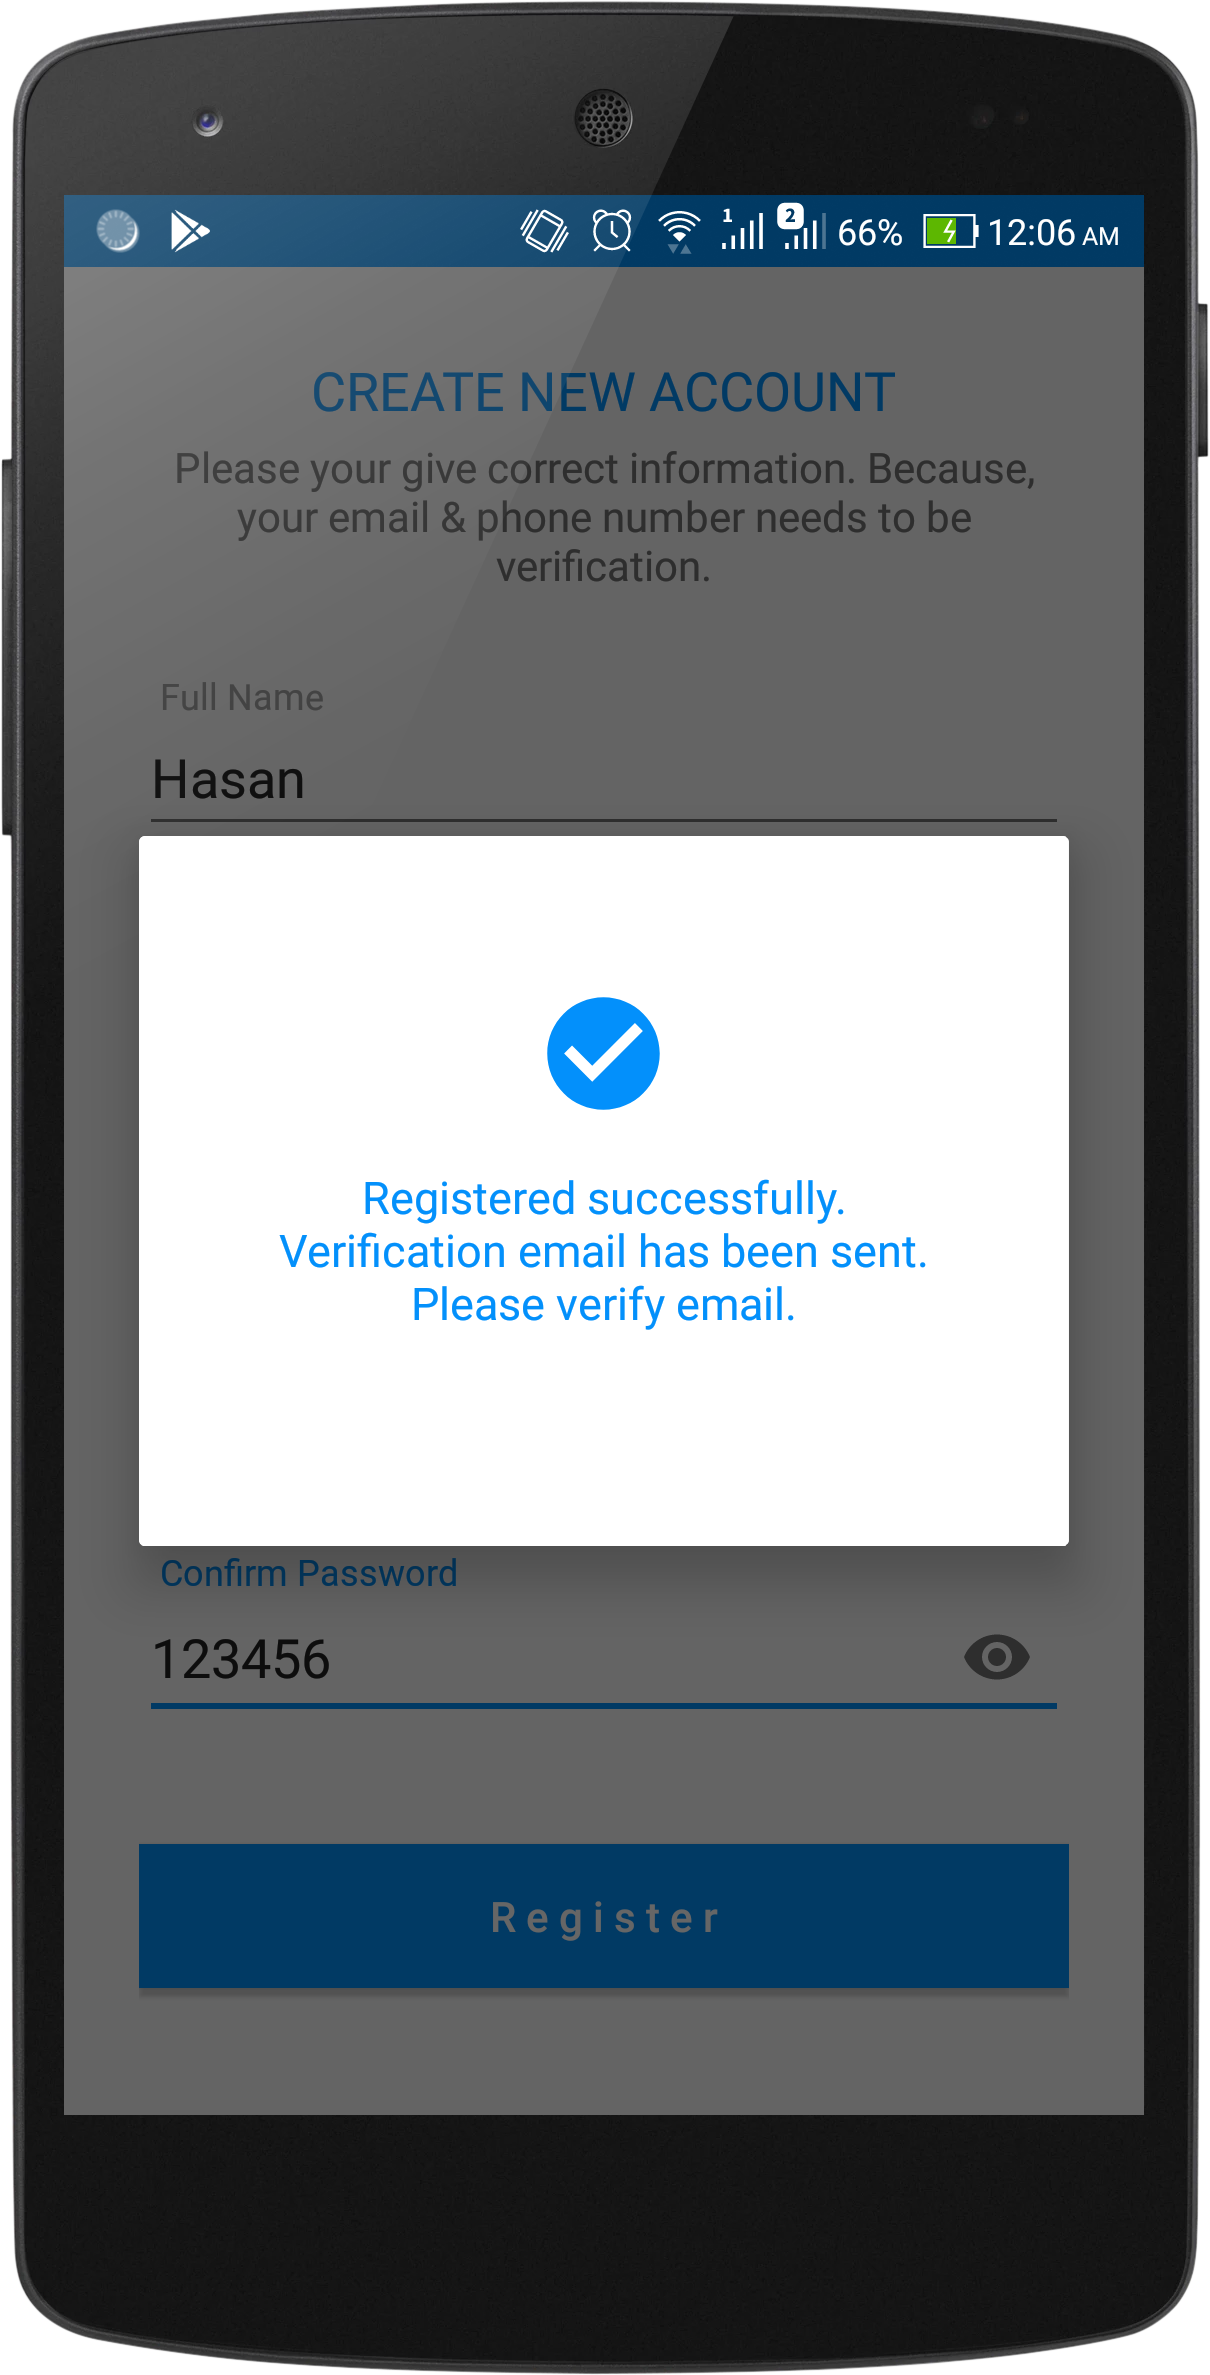 1 2 66% 12:06 AM
CREATE NEW ACCOUNT
Please your give correct information. Because,
your email & phone number needs to be
verification.
Full Name
Hasan
Registered successfully.
Verification email has been sent.
Please verify email.
Confirm Password
123456
Register